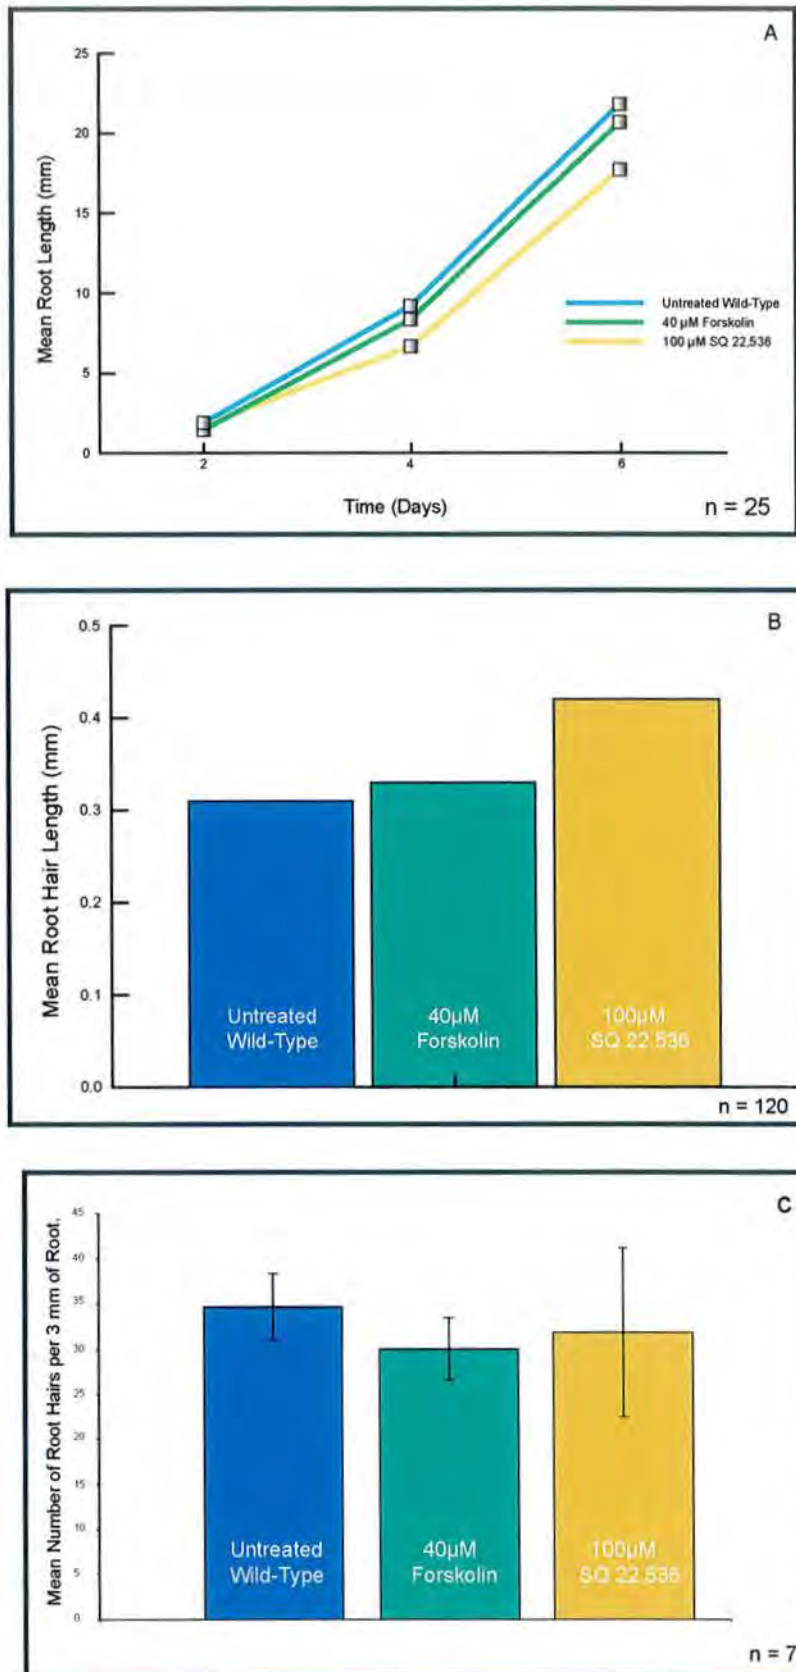 A
25
20
15
10
5
0
Mean Root Length (mm)
Untreated Wild-Type
40 µM Forskolin
100 µM SQ 22,536
2
4
6
Time (Days)
n = 25
B
0.5
0.4
0.3
0.2
0.1
0.0
Mean Root Hair Length (mm)
Untreated
Wild-Type
40µM
Forskolin
100µM
SQ 22.536
n = 120
C
45
40
35
30
25
20
15
10
5
0
Mean Number of Root Hairs per 3 mm of Root.
Untreated
Wild-Type
40µM
Forskolin
100µM
SQ 22.536
n = 7